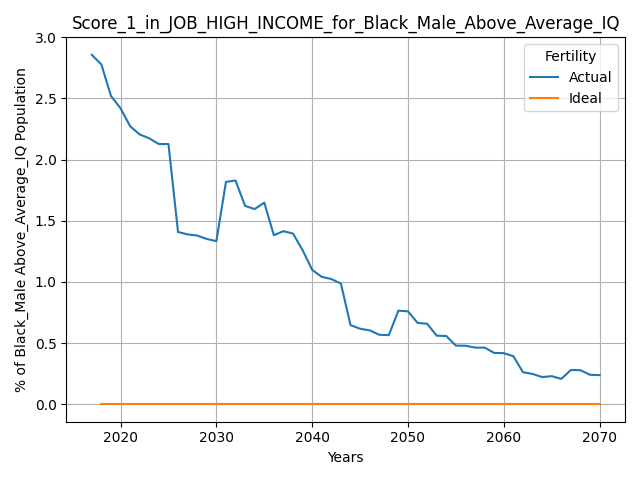 Score_1_in_JOB_HIGH_INCOME_for_Black_Male_Above_Average_IQ
% of Black_Male Above_Average_IQ Population
3.0
2.5
2.0
1.5
1.0
0.5
0.0
Fertility
Actual
Ideal
2020 2030 2040 2050 2060 2070
Years